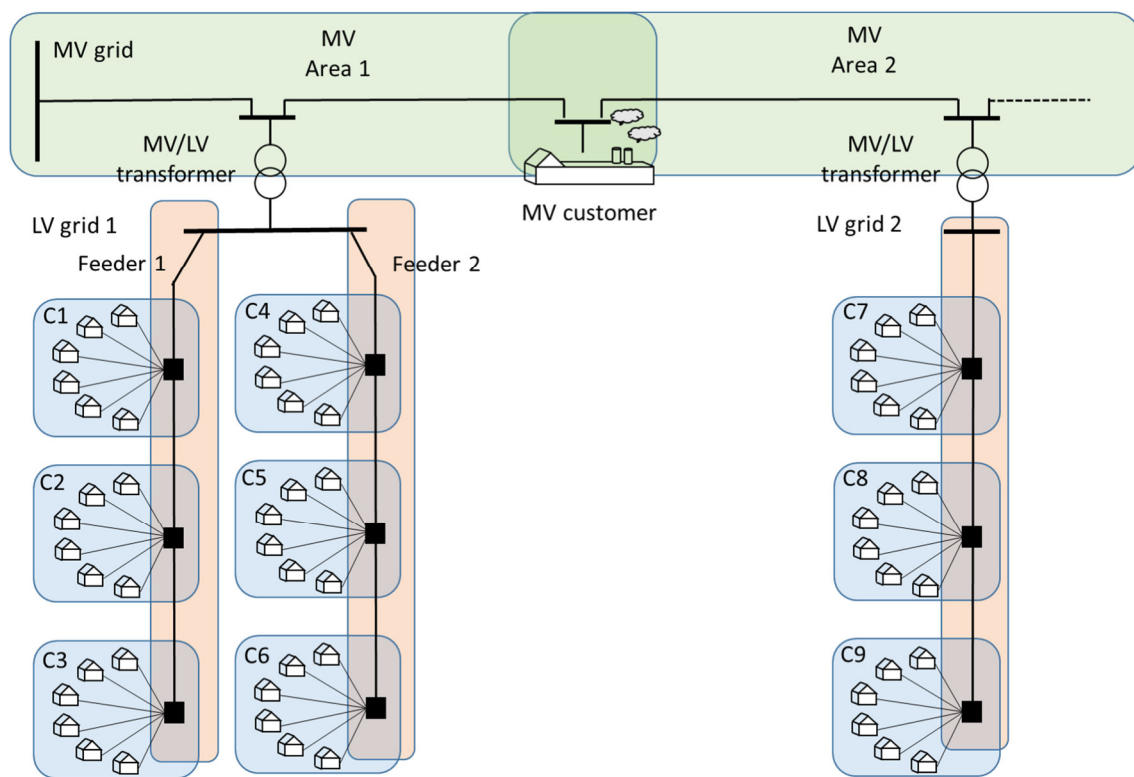 MV grid
MV
Area 1
MV
Area 2
MV/LV
transformer
MV customer
MV/LV
transformer
LV grid 1
LV grid 2
Feeder 1
Feeder 2
C1
C4
C7
C2
C5
C8
C3
C6
C9